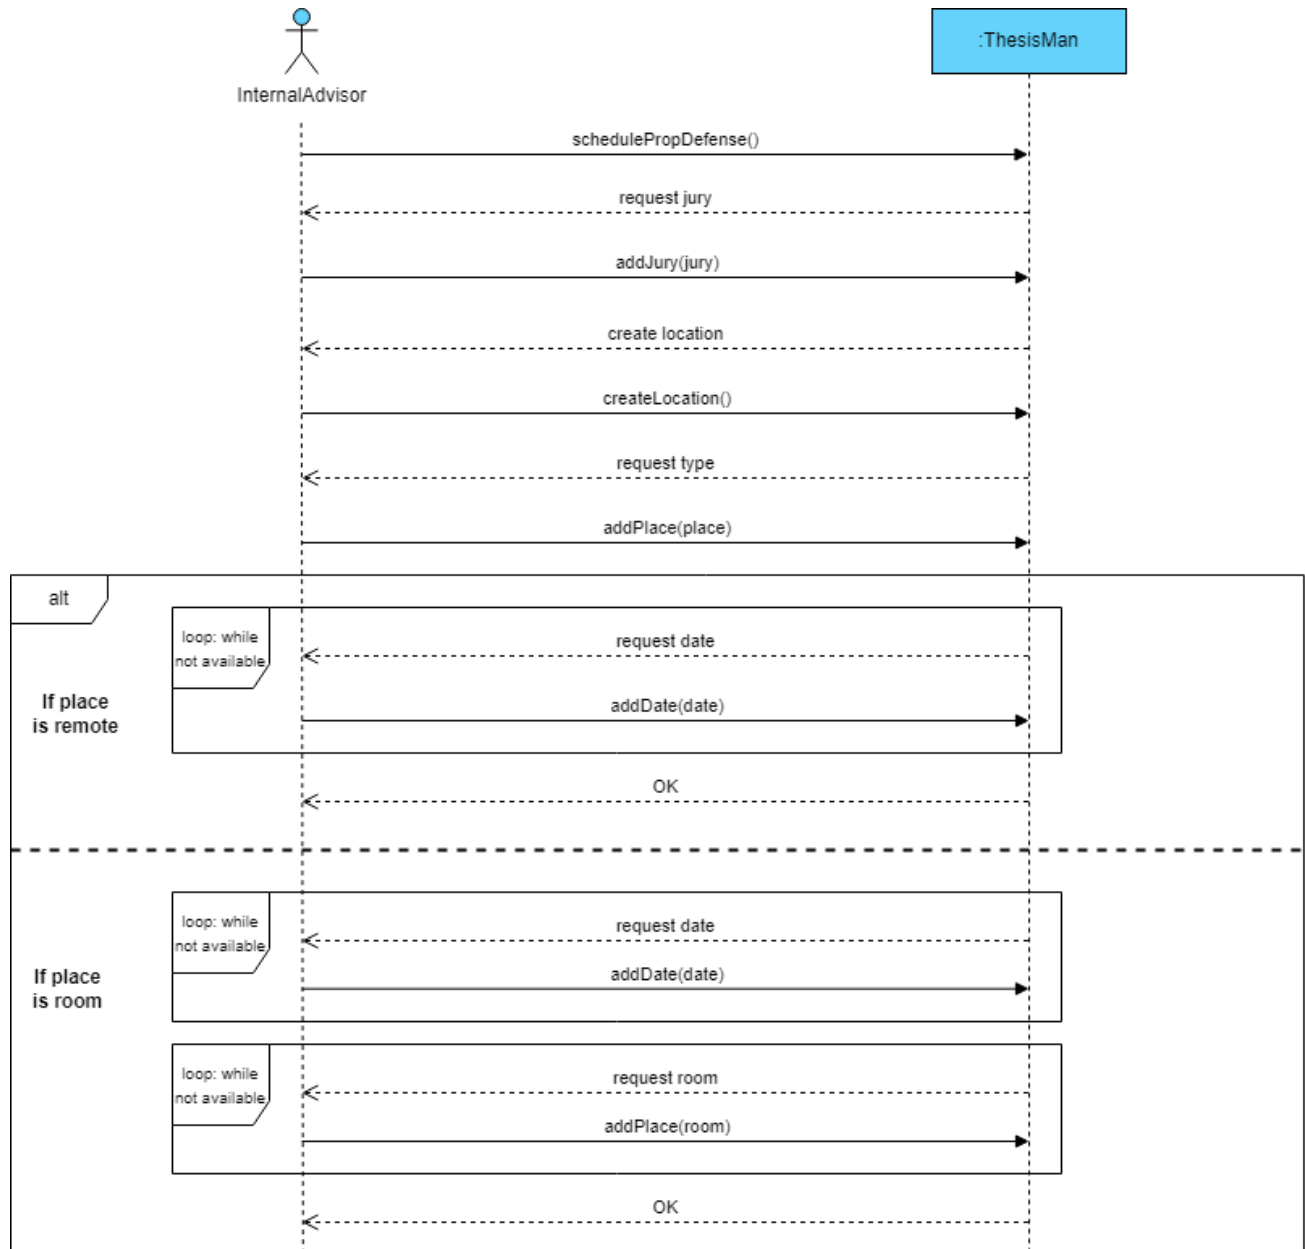 :ThesisMan
InternalAdvisor
schedulePropDefense()
request jury
addJury(jury)
create location
createLocation()
request type
addPlace(place)
alt
loop: while
not available
request date
addDate(date)
If place
is remote
OK
loop: while
not available
request date
addDate(date)
If place
is room
loop: while
not available
request room
addPlace(room)
OK